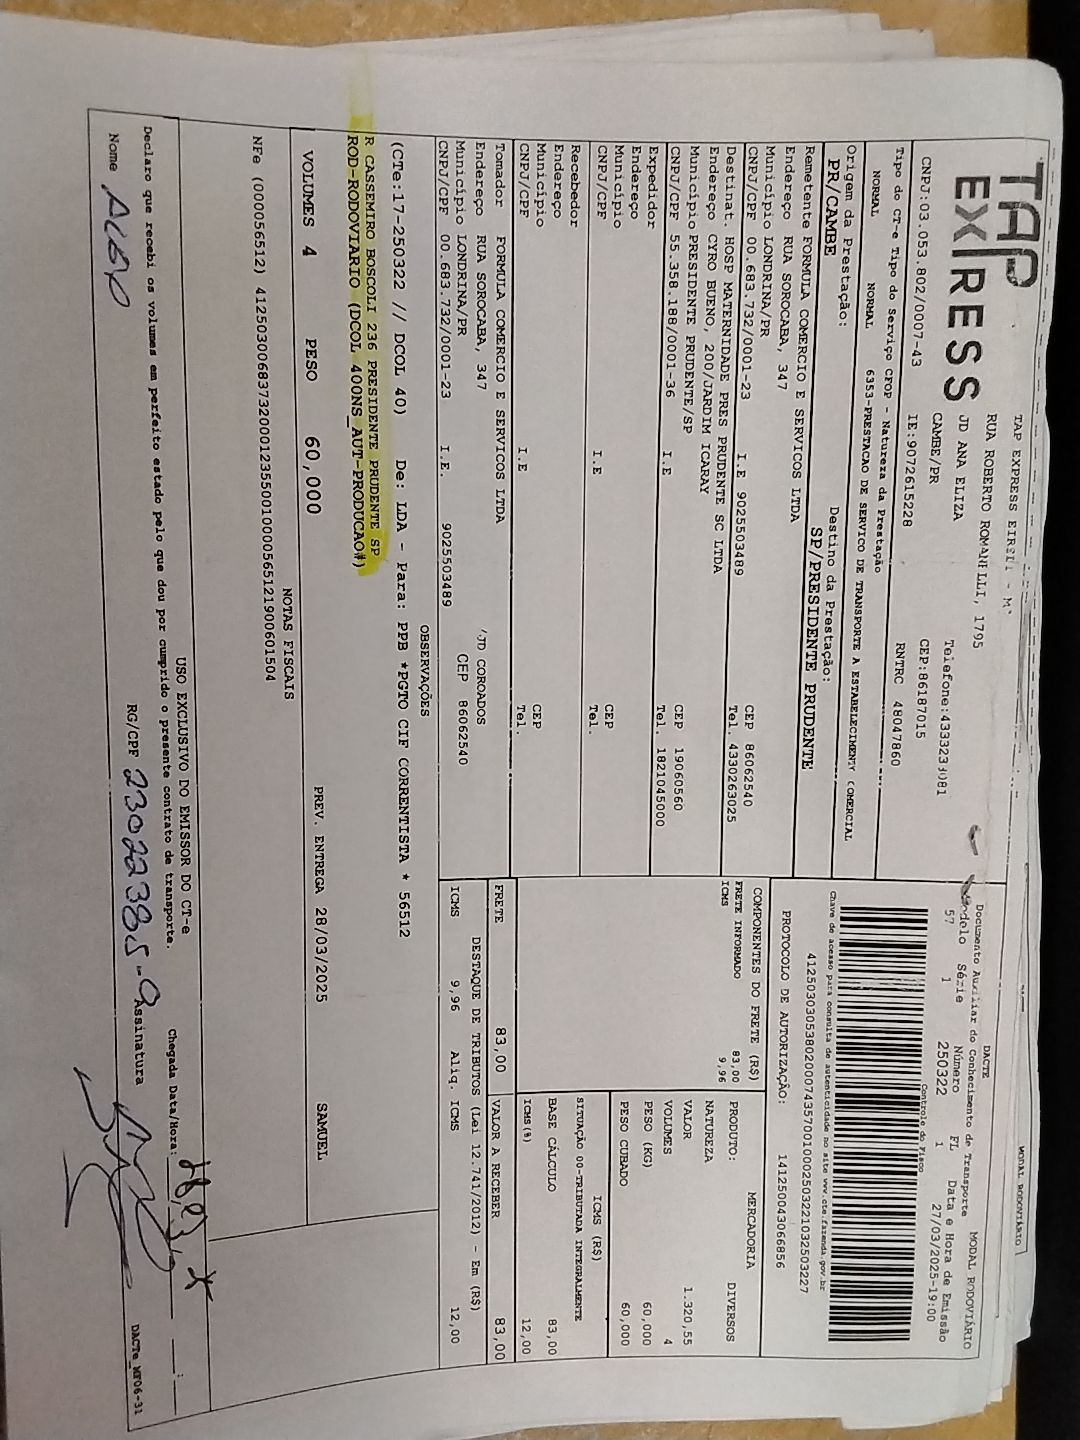 MODAL RODOVIÁRIO
TAP
EXPRESS
TAP EXPRESS EIRELI - M
RUA ROBERTO ROMANELLI, 1795
JD ANA ELIZA
CAMBE/PR
Telefone:4333233081
CEP:86187015
CNPJ:03.053.802/0007-43
IE:9072615228
RNTRC 48047860
DACTE
Documento Auxiliar do Conhecimento de Transporte
MODAL RODOVIÁRIO
Modelo Série Número FL Data e Hora de Emissão
57 1 250322 1 27/03/2025-19:00
Controle do Fisco
Chave de acesso para consulta de autenticidade no site www.cte.fazenda.gov.br
41250303053802000743570010002503221032503227
PROTOCOLO DE AUTORIZAÇÃO: 141250043066856
Tipo do CT-e Tipo do Serviço CFOP - Natureza da Prestação
NORMAL NORMAL 6353-PRESTACAO DE SERVICO DE TRANSPORTE A ESTABELECIMENT COMERCIAL
Origem da Prestação: Destino da Prestação:
PR/CAMBE SP/PRESIDENTE PRUDENTE
Remetente FORMULA COMERCIO E SERVICOS LTDA
Endereço RUA SOROCABA, 347
Município LONDRINA/PR CEP 86062540
CNPJ/CPF 00.683.732/0001-23 I.E 9025503489 Tel. 4330263025
Destinat. HOSP MATERNIDADE PRES PRUDENTE SC LTDA
Endereço CYRO BUENO, 200/JARDIM ICARAY
Município PRESIDENTE PRUDENTE/SP CEP 19060560
CNPJ/CPF 55.358.188/0001-36 I.E Tel. 1821045000
Expedidor
Endereço
Município CEP
CNPJ/CPF I.E Tel.
Recebedor
Endereço
Município CEP
CNPJ/CPF I.E Tel.
Tomador FORMULA COMERCIO E SERVICOS LTDA
Endereço RUA SOROCABA, 347 /JD COROADOS
Município LONDRINA/PR CEP 86062540
CNPJ/CPF 00.683.732/0001-23 I.E. 9025503489
COMPONENTES DO FRETE (R$)
FRETE INFORMADO 83,00
ICMS 9,96
MERCADORIA
PRODUTO: DIVERSOS
NATUREZA
VALOR 1.320,55
VOLUMES 4
PESO (KG) 60,000
PESO CUBADO 60,000
ICMS (R$)
SITUAÇÃO 00-TRIBUTADA INTEGRALMENTE
BASE CÁLCULO 83,00
ICMS(%) 12,00
FRETE 83,00 VALOR A RECEBER 83,00
DESTAQUE DE TRIBUTOS (Lei 12.741/2012) - Em (R$)
ICMS 9,96 Aliq. ICMS 12,00
OBSERVAÇÕES
(CTe:17-250322 // DCOL 40) De: LDA - Para: PPB *PGTO CIF CORRENTISTA * 56512
R CASSEMIRO BOSCOLI 236 PRESIDENTE PRUDENTE SP
ROD-RODOVIARIO (DCOL 400NS_AUT-PRODUCAO#)
VOLUMES 4 PESO 60,000 PREV. ENTREGA 28/03/2025 SAMUEL
NOTAS FISCAIS
NFe (000056512) 41250300683732000123550010000565121900601504
USO EXCLUSIVO DO EMISSOR DO CT-e
Declaro que recebi os volumes em perfeito estado pelo que dou por cumprido o presente contrato de transporte.
Chegada Data/Hora:
Nome RG/CPF 23022385-9 Assinatura
DACTe_MF06-31